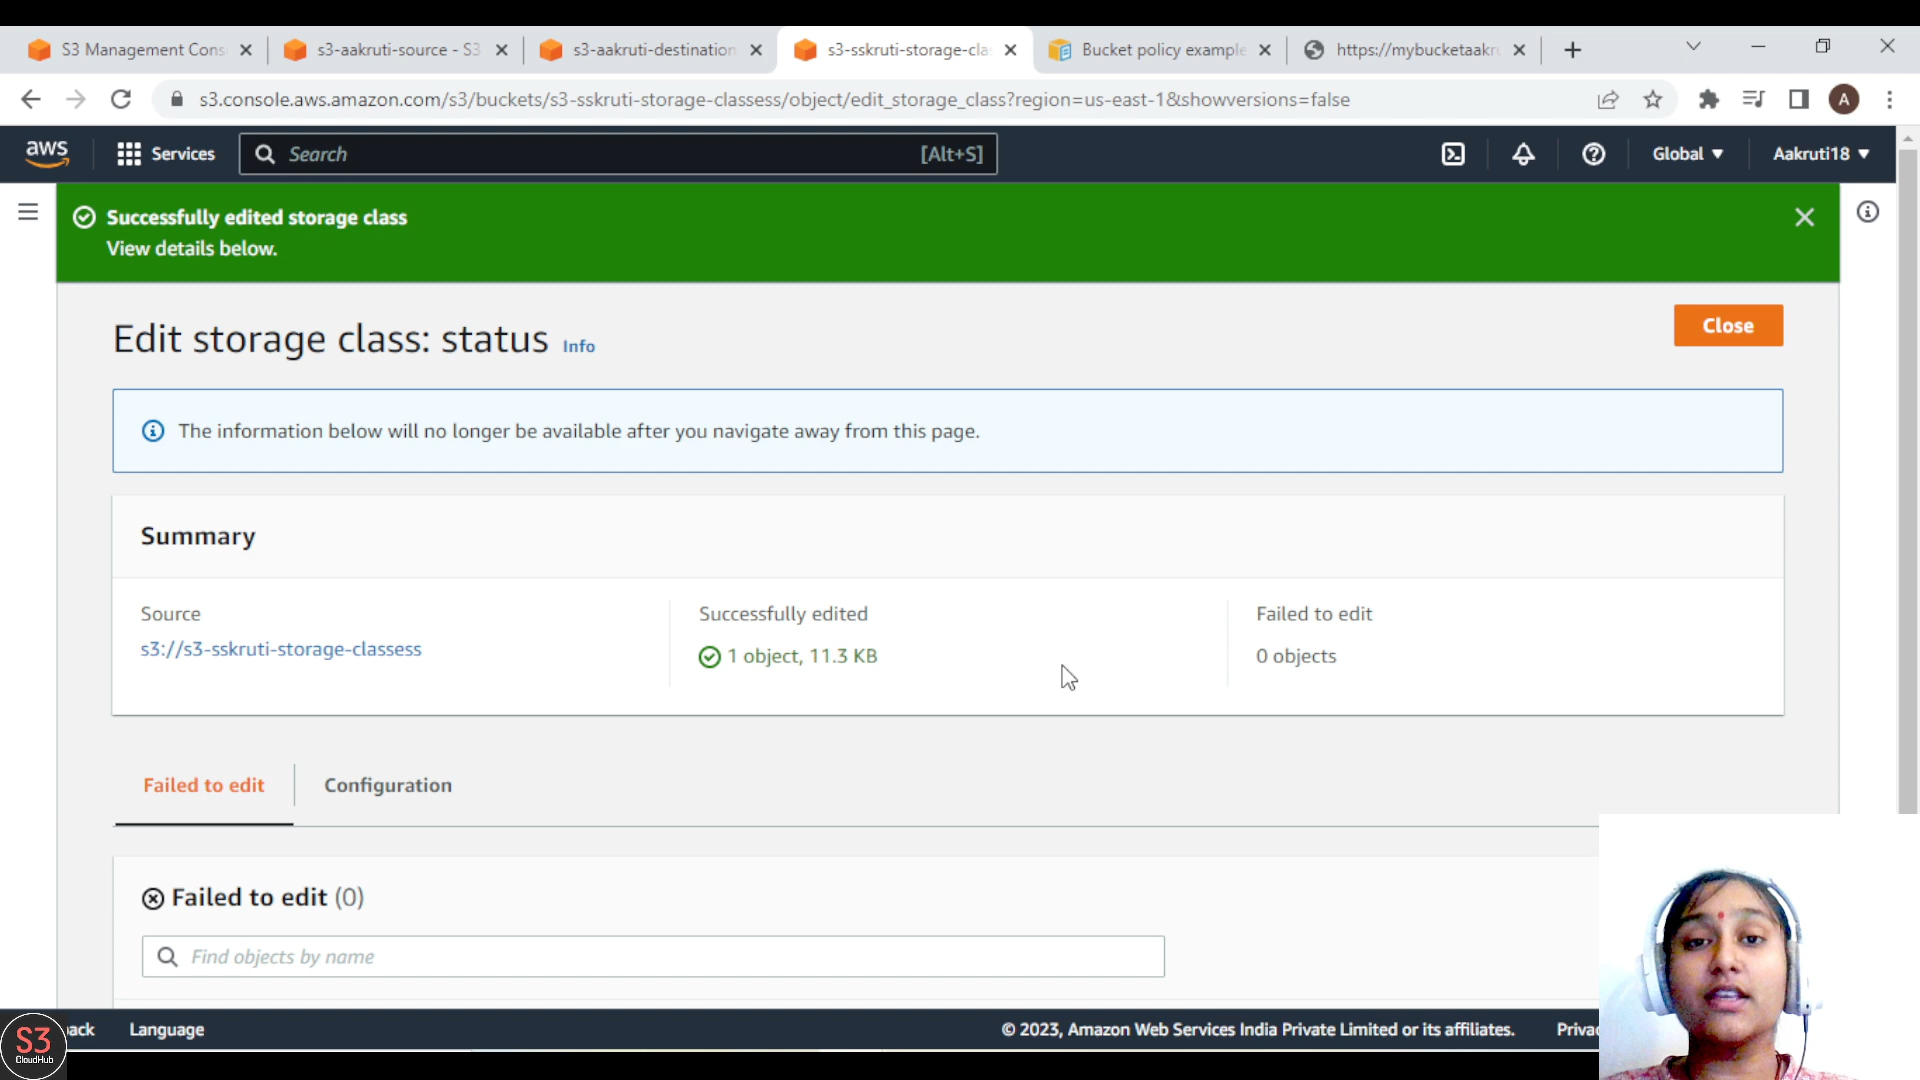 S3 Management Cons
s3-aakruti-source - S3
s3-aakruti-destination
s3-sskruti-storage-cla
Bucket policy example
https://mybucketaakru
s3.console.aws.amazon.com/s3/buckets/s3-sskruti-storage-classess/object/edit_storage_class?region=us-east-1&showversions=false
A
aws
Services
Search
[Alt+S]
Global
Aakruti18
Successfully edited storage class
View details below.
Edit storage class: status Info
Close
The information below will no longer be available after you navigate away from this page.
Summary
Source
s3://s3-sskruti-storage-classess
Successfully edited
1 object, 11.3 KB
Failed to edit
0 objects
Failed to edit
Configuration
Failed to edit (0)
Find objects by name
back
Language
© 2023, Amazon Web Services India Private Limited or its affiliates.
Priva
S3
CloudHub